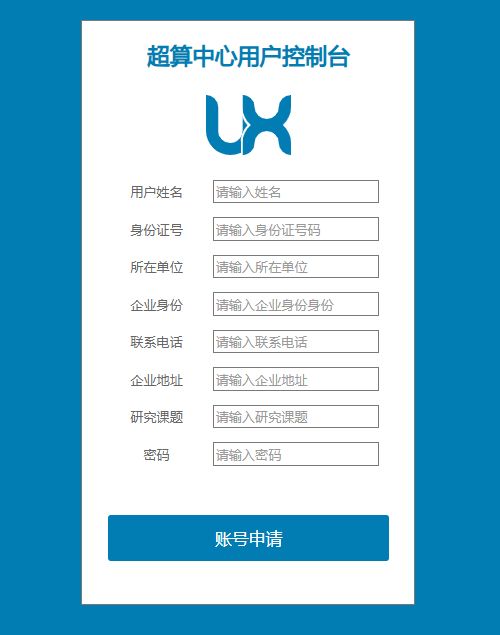 超算中心用户控制台
UX
用户姓名 请输入姓名
身份证号 请输入身份证号码
所在单位 请输入所在单位
企业身份 请输入企业身份身份
联系电话 请输入联系电话
企业地址 请输入企业地址
研究课题 请输入研究课题
密码 请输入密码
账号申请